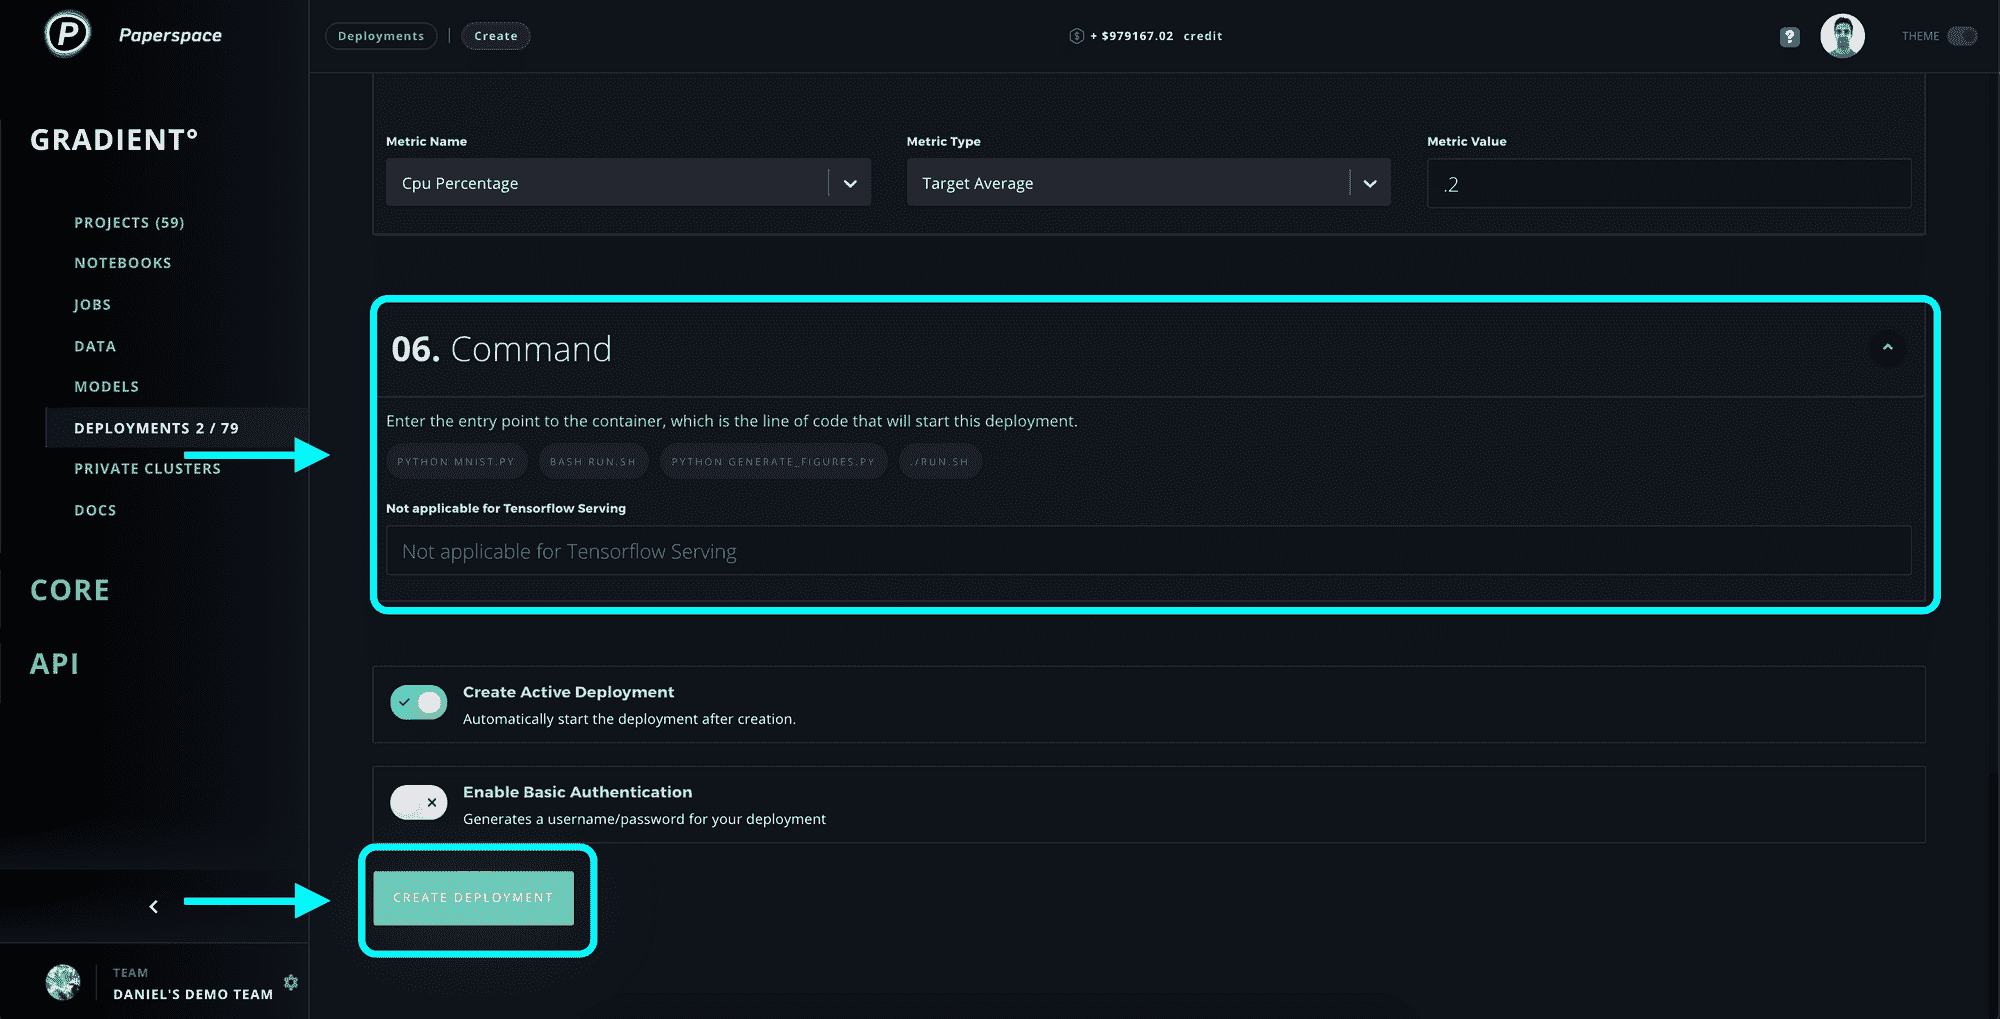 P Paperspace
Deployments | Create
+ $979167.02 credit
?
THEME
GRADIENT°
PROJECTS (59)
NOTEBOOKS
JOBS
DATA
MODELS
DEPLOYMENTS 2 / 79
PRIVATE CLUSTERS
DOCS
CORE
API
TEAM
DANIEL'S DEMO TEAM
Metric Name
Cpu Percentage
Metric Type
Target Average
Metric Value
.2
06. Command
Enter the entry point to the container, which is the line of code that will start this deployment.
PYTHON MNIST.PY BASH RUN.SH PYTHON GENERATE_FIGURES.PY ./RUN.SH
Not applicable for Tensorflow Serving
Not applicable for Tensorflow Serving
Create Active Deployment
Automatically start the deployment after creation.
Enable Basic Authentication
Generates a username/password for your deployment
CREATE DEPLOYMENT